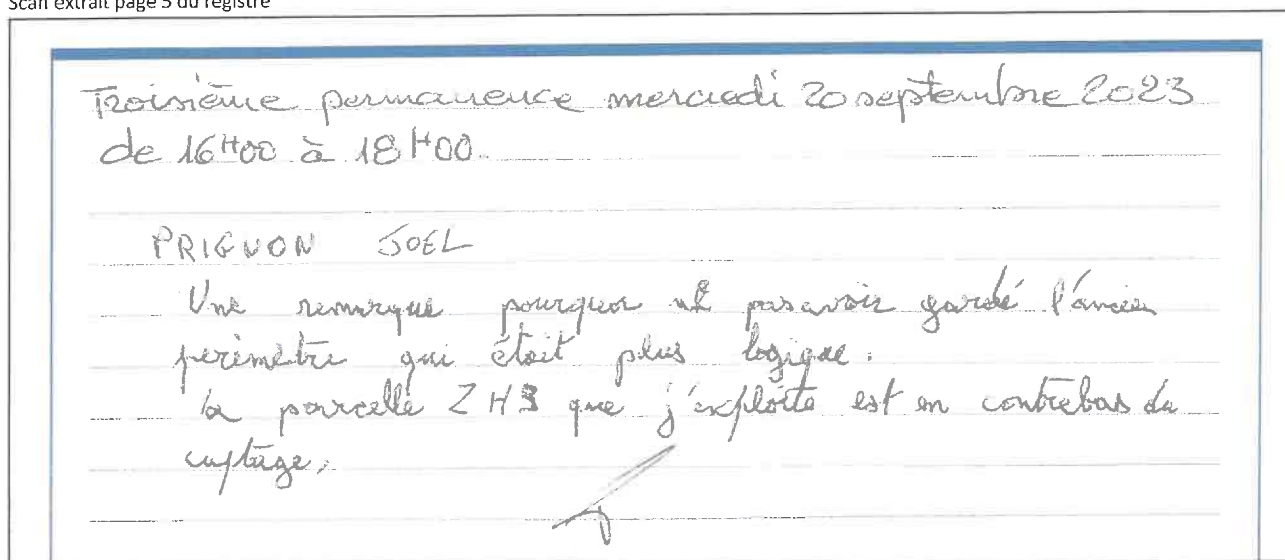 Scan extrait page 5 du registre
Troisième permanence mercredi 20 septembre 2023
de 16H00 à 18H00.
PRIGNON JOEL
Une remarque pourquoi ne pas avoir gardé l'ancien
périmètre qui était plus logique.
la parcelle ZH3 que j'exploite est en contrebas du
captage.